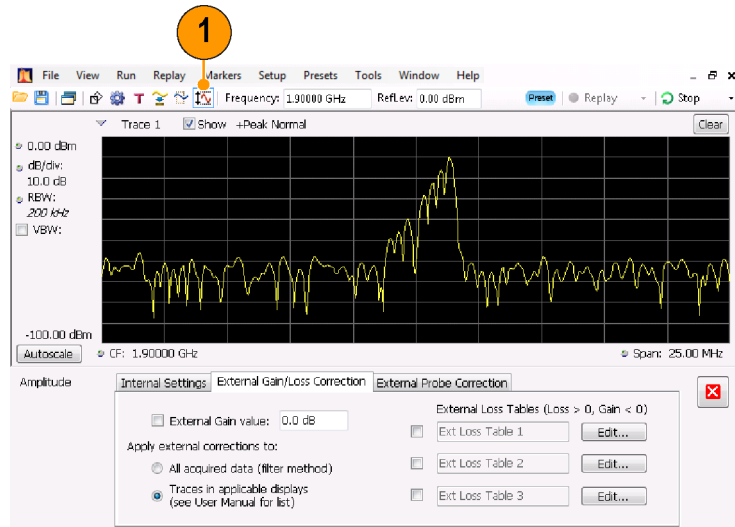 1
File View Run Replay Markers Setup Presets Tools Window Help
T Frequency: 1.90000 GHz RefLev: 0.00 dBm Preset Replay Stop
Trace 1 Show +Peak Normal Clear
0.00 dBm
dB/div:
10.0 dB
RBW:
200 kHz
VBW:
-100.00 dBm
Autoscale CF: 1.90000 GHz Span: 25.00 MHz
Amplitude Internal Settings External Gain/Loss Correction External Probe Correction
External Loss Tables (Loss > 0, Gain < 0)
External Gain value: 0.0 dB
Ext Loss Table 1 Edit...
Apply external corrections to:
All acquired data (filter method)
Ext Loss Table 2 Edit...
Traces in applicable displays
(see User Manual for list)
Ext Loss Table 3 Edit...